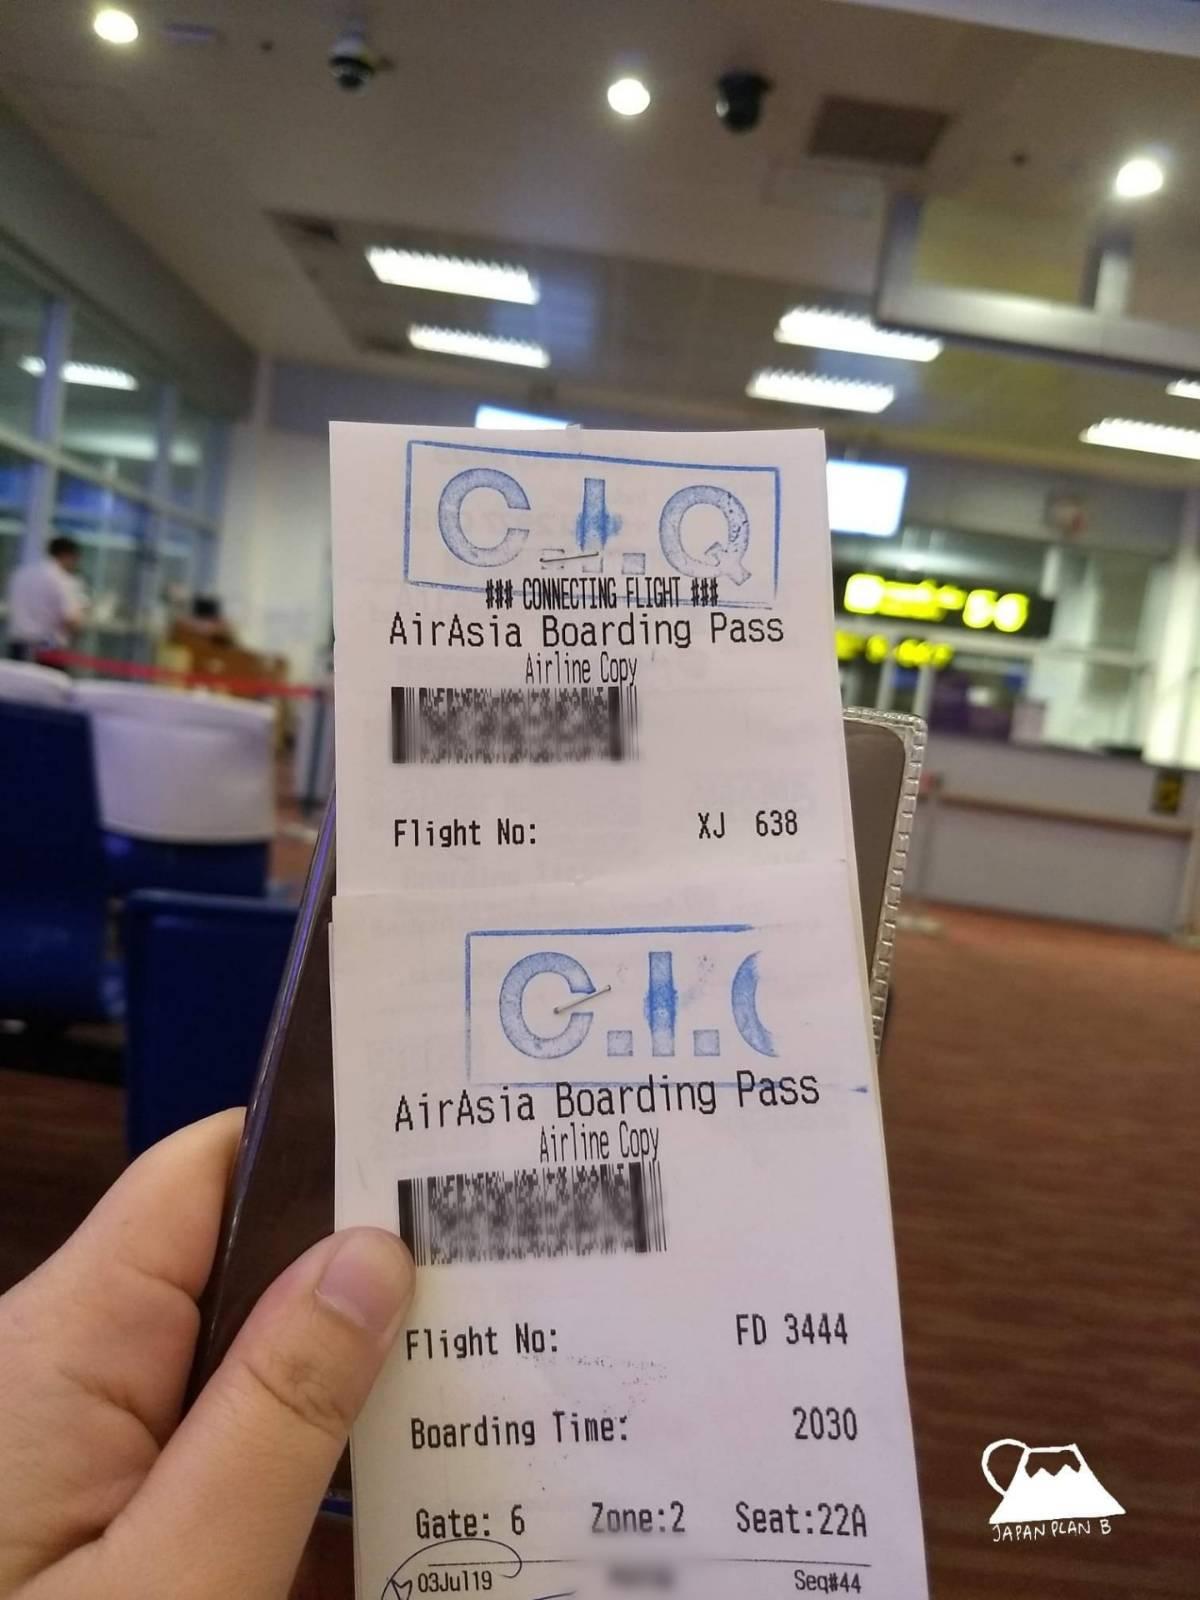 C.I.Q
### CONNECTING FLIGHT ###
AirAsia Boarding Pass
Airline Copy
Flight No: XJ 638
C.I.
AirAsia Boarding Pass
Airline Copy
Flight No: FD 3444
Boarding Time: 2030
Gate: 6 Zone:2 Seat:22A
03Jul19 Seq#44
JAPAN PLAN B